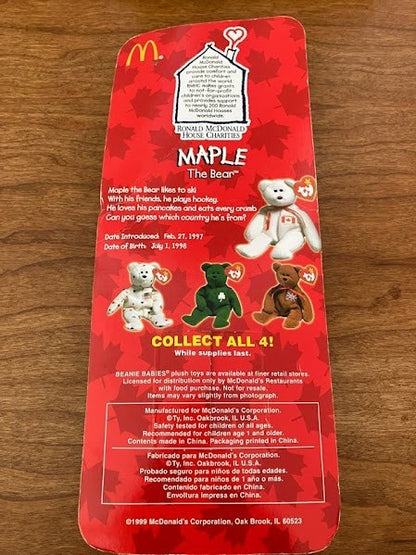 M
Ronald
McDonald
House Charities
provide comfort and
care to children
around the world.
RMHC makes grants
to not-for-profit
children's organizations
and provides support
to nearly 200 Ronald
McDonald Houses
worldwide.
RONALD McDONALD
HOUSE CHARITIES
MAPLE
The Bear™
Maple the Bear likes to ski
With his friends, he plays hockey.
He loves his pancakes and eats every crumb
Can you guess which country he's from?
Date Introduced: Feb. 27, 1997
Date of Birth: July 1, 1998
ty
ty
ty
ty
COLLECT ALL 4!
While supplies last.
BEANIE BABIES® plush toys are available at finer retail stores.
Licensed for distribution only by McDonald's Restaurants
with food purchase. Not for resale.
Items may vary slightly from photograph.
Manufactured for McDonald's Corporation.
©Ty, Inc. Oakbrook, IL U.S.A.
Safety tested for children of all ages.
Recommended for children age 1 and older.
Contents made in China. Packaging printed in China.
Fabricado para McDonald's Corporation.
©Ty, Inc. Oakbrook, IL U.S.A.
Probado seguro para niños de todas edades.
Recomendado para niños de 1 año o más.
Contenido fabricado en China.
Envoltura impresa en China.
©1999 McDonald's Corporation, Oak Brook, IL 60523